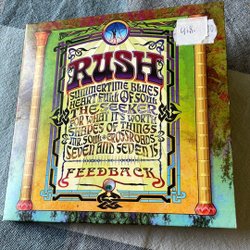 RUSH
SUMMERTIME BLUES
HEART FULL OF SOUL
THE SEEKER
FOR WHAT IT'S WORTH
SHAPES OF THINGS
MR. SOUL CROSSROADS
SEVEN AND SEVEN IS
FEEDBACK